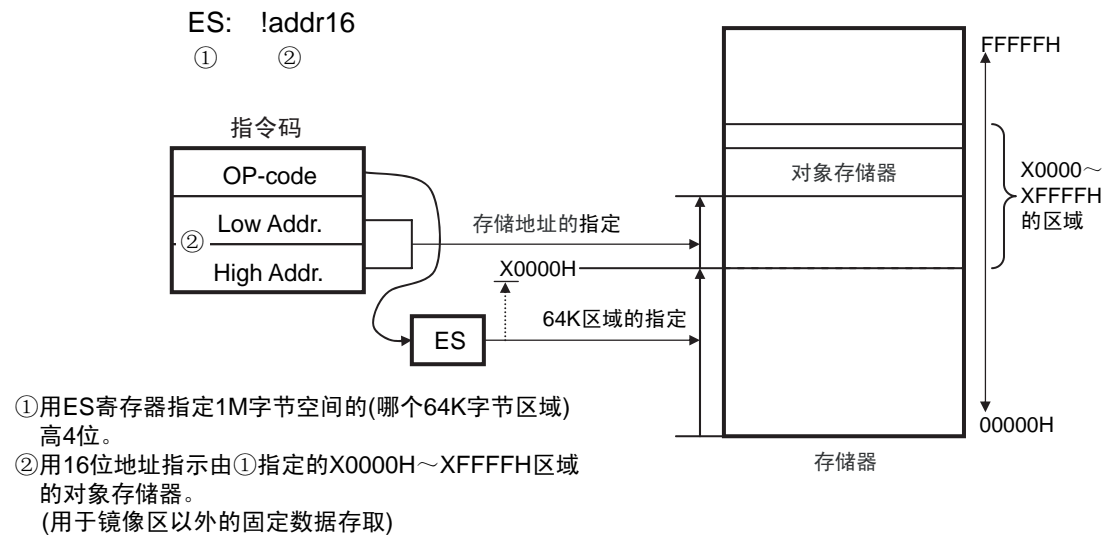 ES: !addr16
① ②
指令码
OP-code
Low Addr.
②
High Addr.
ES
存储地址的指定
X0000H
64K区域的指定
对象存储器
FFFFFH
X0000～
XFFFFH
的区域
00000H
存储器
①用ES寄存器指定1M字节空间的(哪个64K字节区域)
高4位。
②用16位地址指示由①指定的X0000H～XFFFFH区域
的对象存储器。
(用于镜像区以外的固定数据存取)